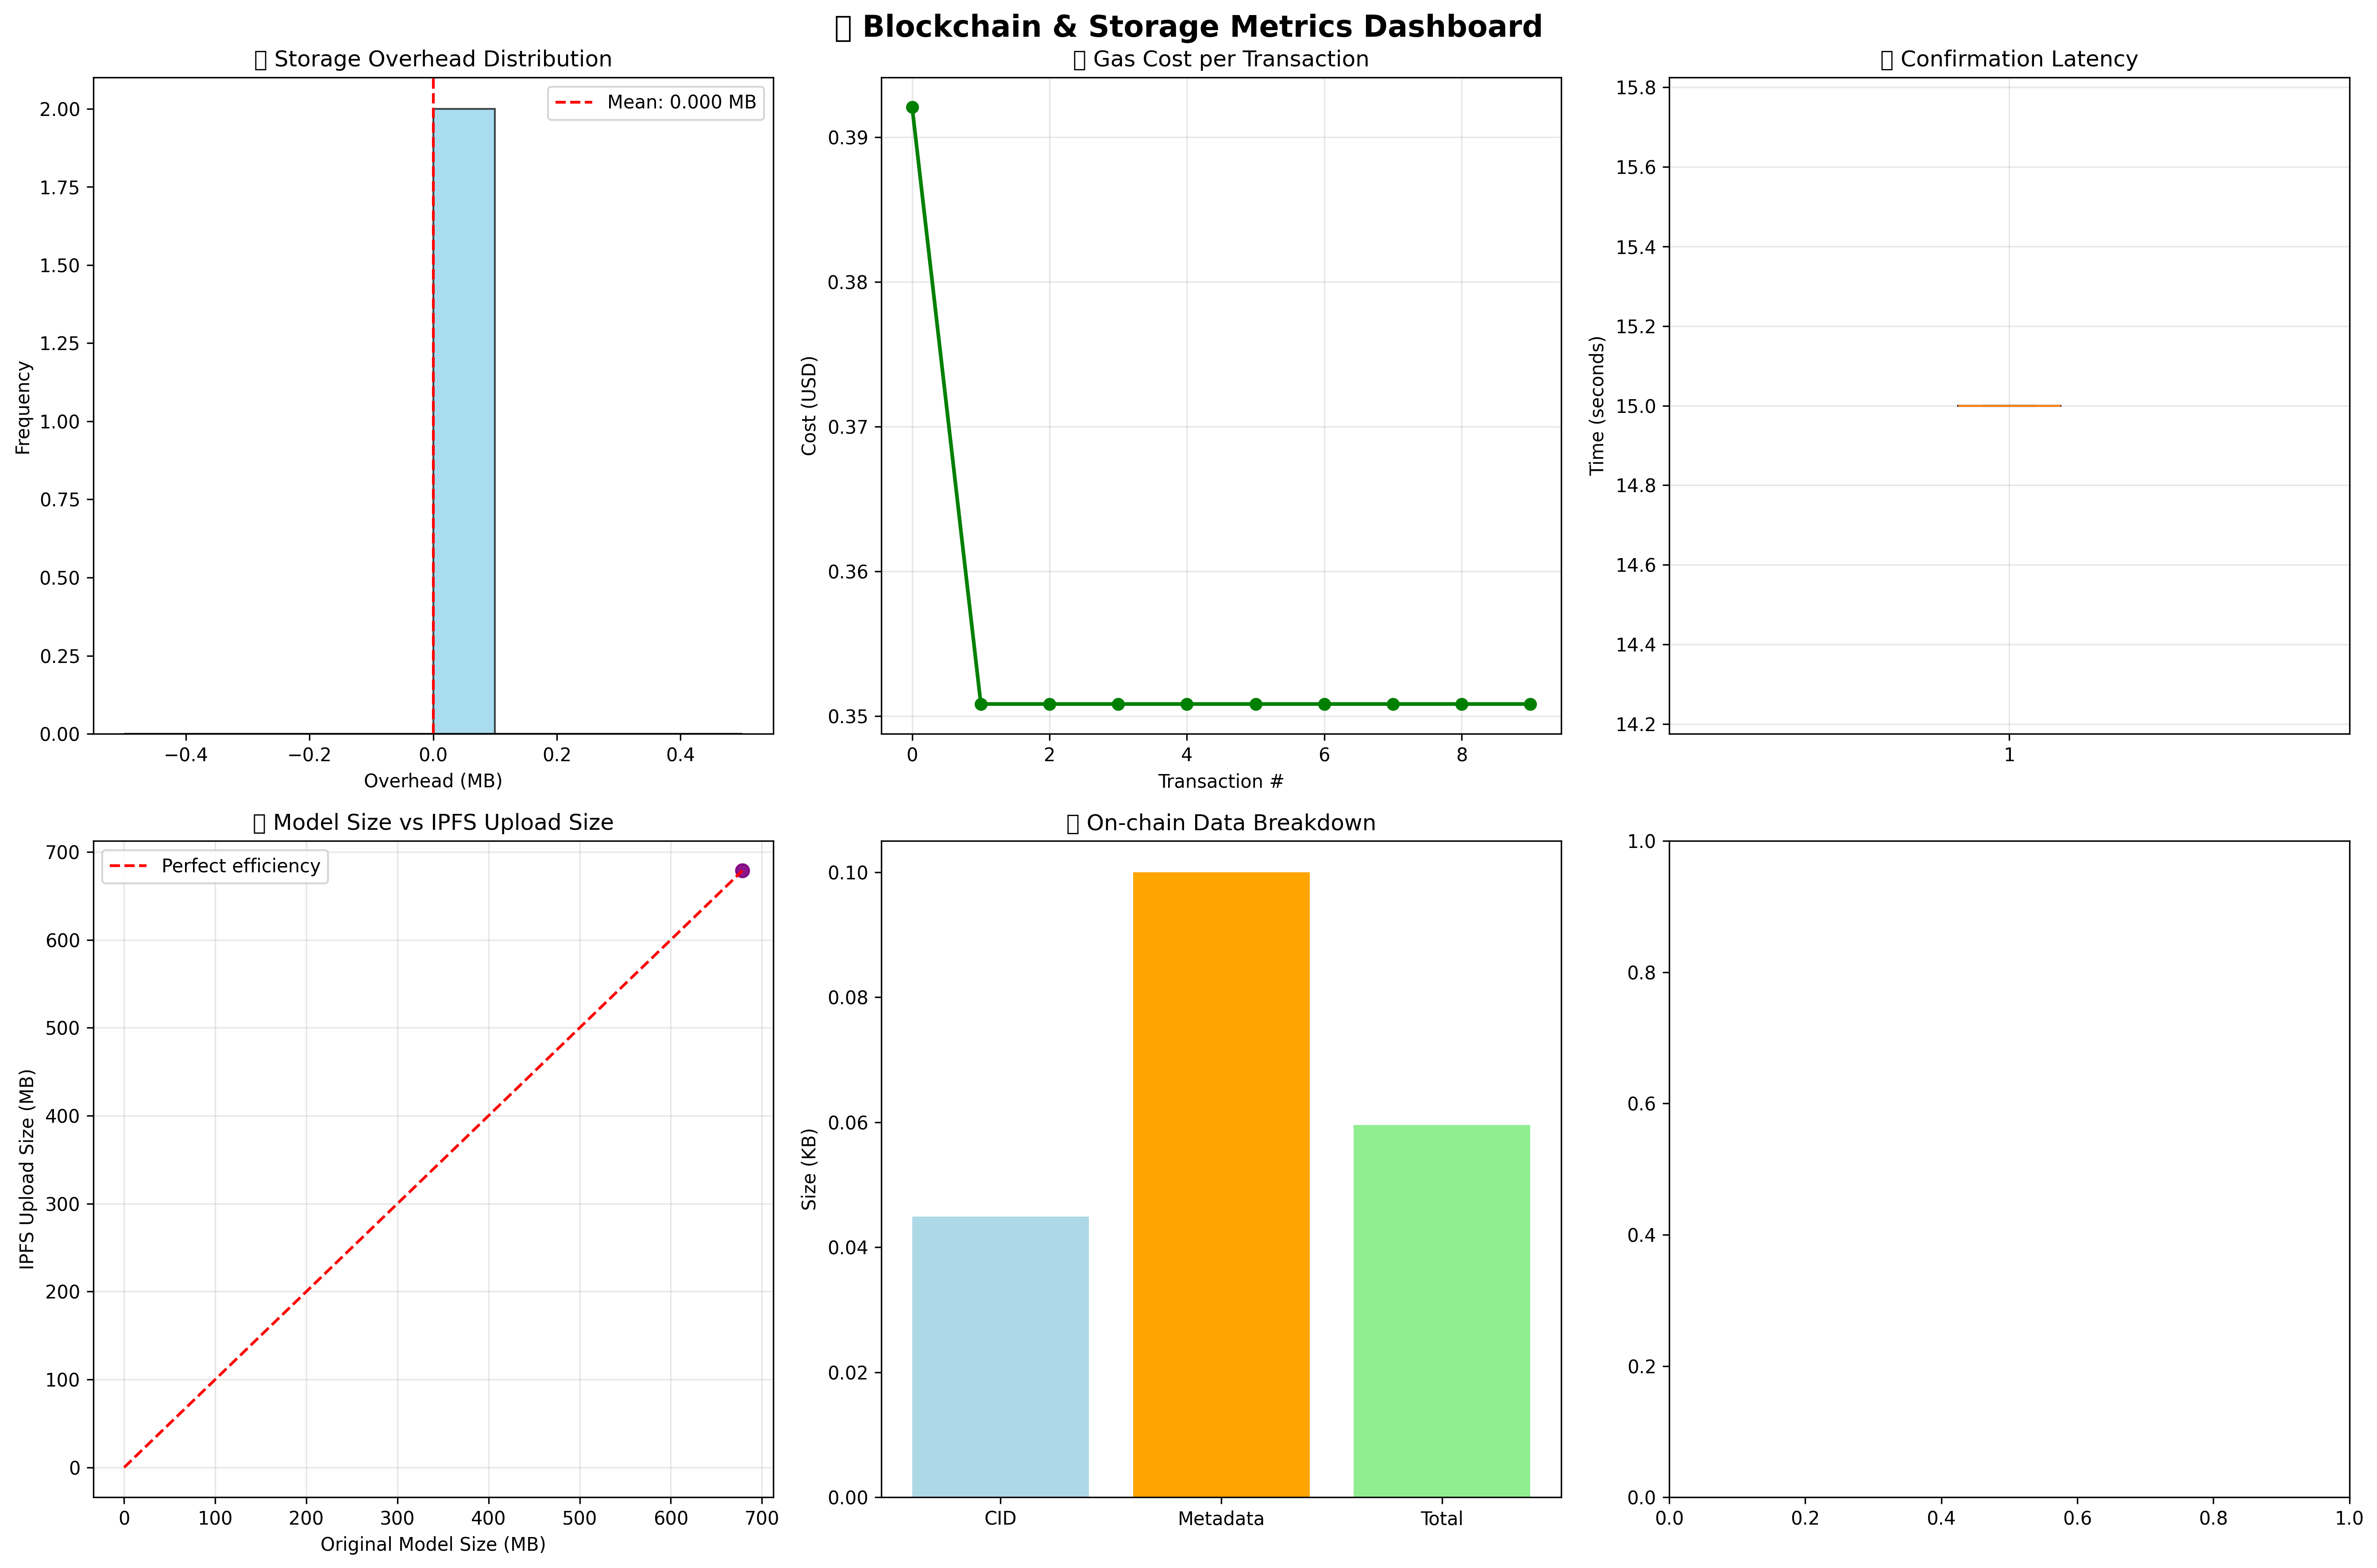 ▯ Blockchain & Storage Metrics Dashboard
▯ Storage Overhead Distribution
Mean: 0.000 MB
2.00
1.75
1.50
1.25
1.00
0.75
0.50
0.25
0.00
Frequency
−0.4 −0.2 0.0 0.2 0.4
Overhead (MB)
▯ Gas Cost per Transaction
0.39
0.38
0.37
0.36
0.35
Cost (USD)
0 2 4 6 8
Transaction #
▯ Confirmation Latency
15.8
15.6
15.4
15.2
15.0
14.8
14.6
14.4
14.2
Time (seconds)
1
▯ Model Size vs IPFS Upload Size
Perfect efficiency
700
600
500
400
300
200
100
0
IPFS Upload Size (MB)
0 100 200 300 400 500 600 700
Original Model Size (MB)
▯ On-chain Data Breakdown
0.10
0.08
0.06
0.04
0.02
0.00
Size (KB)
CID Metadata Total
1.0
0.8
0.6
0.4
0.2
0.0
0.0 0.2 0.4 0.6 0.8 1.0